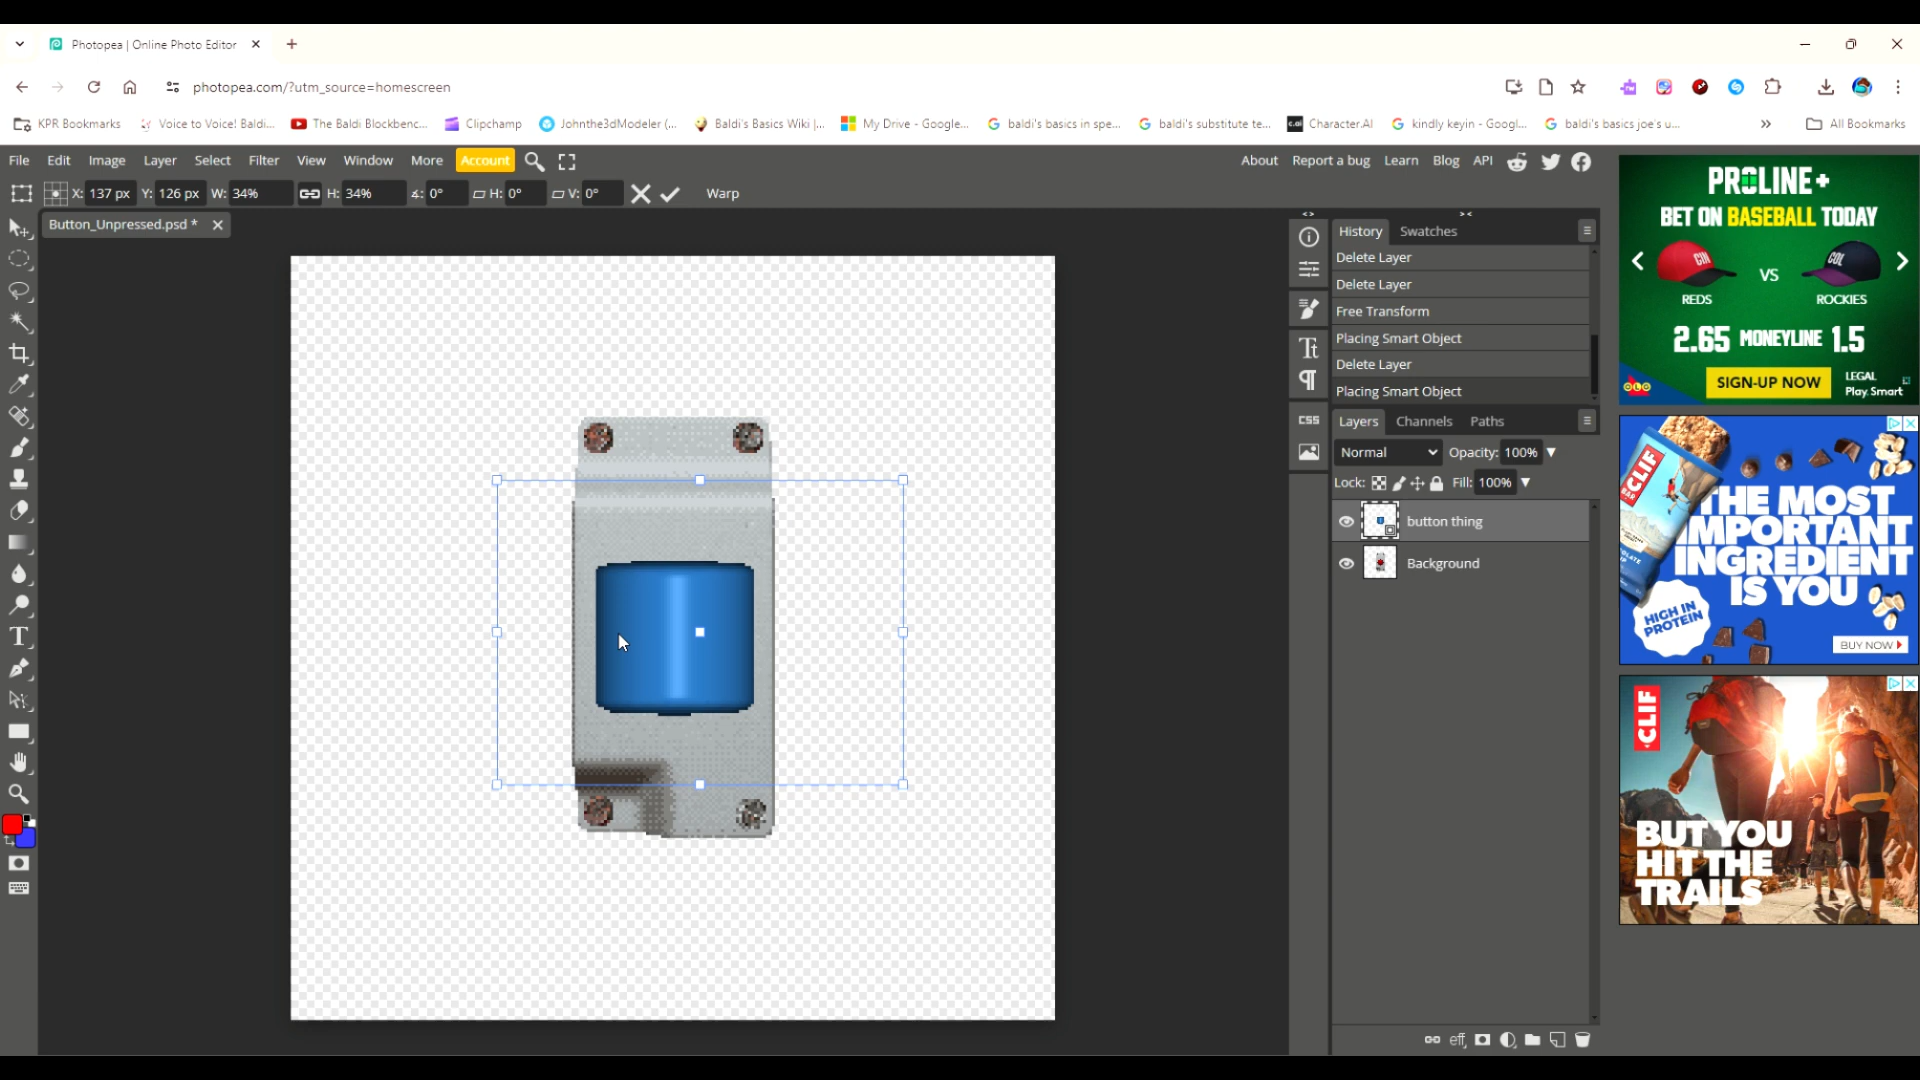 Photopea | Online Photo Editor
photopea.com/?utm_source=homescreen
KPR Bookmarks
Voice to Voice! Baldi...
The Baldi Blockbenc...
Clipchamp
Johnthe3dModeler (...
Baldi's Basics Wiki |...
My Drive - Google...
baldi's basics in spe...
baldi's substitute te...
Character.AI
kindly keyin - Googl...
baldi's basics joe's u...
All Bookmarks
File Edit Image Layer Select Filter View Window More Account
About Report a bug Learn Blog API
X: 137 px Y: 126 px W: 34% H: 34% 0° H: 0° V: 0° Warp
Button_Unpressed.psd *
History Swatches
Delete Layer
Delete Layer
Free Transform
Placing Smart Object
Delete Layer
Placing Smart Object
CSS
Layers Channels Paths
Normal Opacity: 100%
Lock: Fill: 100%
button thing
Background
eff
PROLINE+
BET ON BASEBALL TODAY
CIN
VS
COL
REDS
ROCKIES
2.65 MONEYLINE 1.5
OLG
SIGN-UP NOW
LEGAL
Play.Smart
CLIF
BAR
THE MOST
IMPORTANT
INGREDIENT
IS YOU
HIGH IN
PROTEIN
BUY NOW
CLIF
BUT YOU
HIT THE
TRAILS